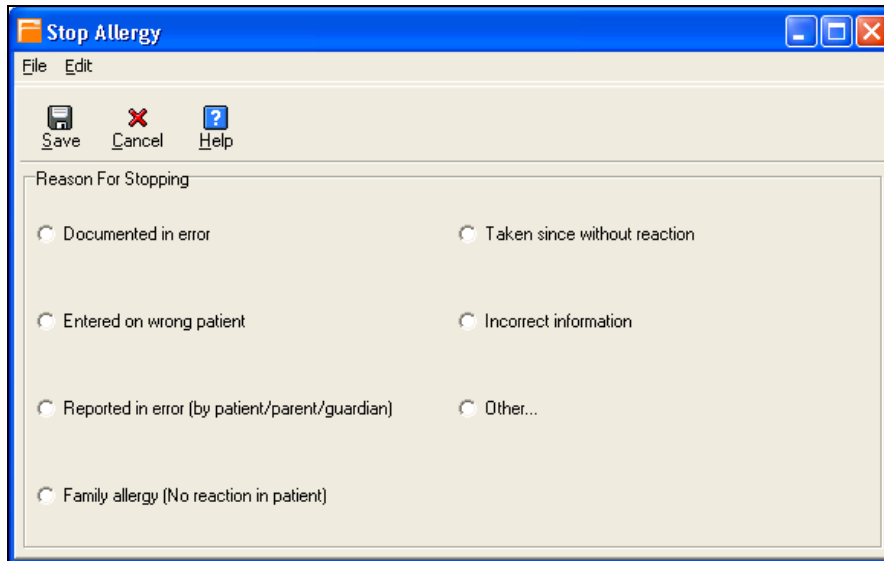 Stop Allergy
File Edit
Save Cancel Help
Reason For Stopping
Documented in error
Taken since without reaction
Entered on wrong patient
Incorrect information
Reported in error (by patient/parent/guardian)
Other...
Family allergy (No reaction in patient)